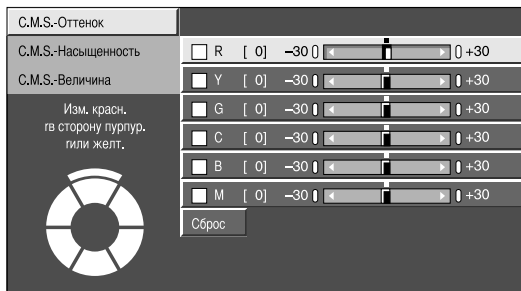 C.M.S.-Оттенок
C.M.S.-Насыщенность
C.M.S.-Величина
Изм. красн.
гв сторону пурпур.
гили желт.
R [ 0] –30 +30
Y [ 0] –30 +30
G [ 0] –30 +30
C [ 0] –30 +30
B [ 0] –30 +30
M [ 0] –30 +30
Сброс